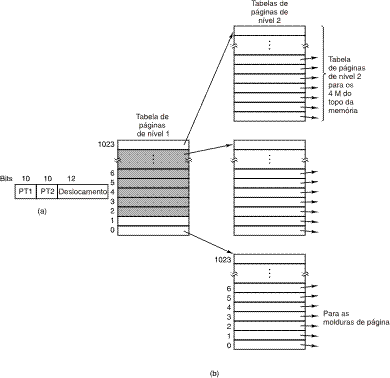 Tabelas de
páginas de
nível 2
Tabela
de páginas
de nível 2
para os
4 M do
topo da
memória
Tabela de
páginas
de nível 1
1023
6
5
4
3
2
1
0
Bits 10 10 12
PT1 PT2 Deslocamento
(a)
1023
6
5
4
3
2
1
0
Para as
molduras de página
(b)